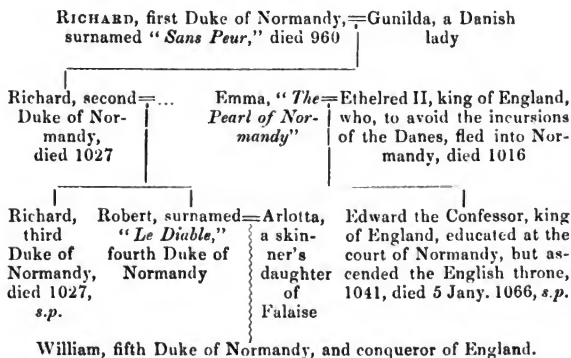 RICHARD, first Duke of Normandy,=Gunilda, a Danish
surnamed "Sans Peur," died 960 lady
Richard, second=...
Duke of Nor-
mandy,
died 1027
Emma, "The=Ethelred II, king of England,
Pearl of Nor- who, to avoid the incursions
mandy" of the Danes, fled into Nor-
mandy, died 1016
Richard,
third
Duke of
Normandy,
died 1027,
s.p.
Robert, surnamed=Arlotta,
"Le Diable," a skin-
fourth Duke of ner's
Normandy daughter
of
Falaise
Edward the Confessor, king
of England, educated at the
court of Normandy, but as-
cended the English throne,
1041, died 5 Jany. 1066, s.p.
William, fifth Duke of Normandy, and conqueror of England.